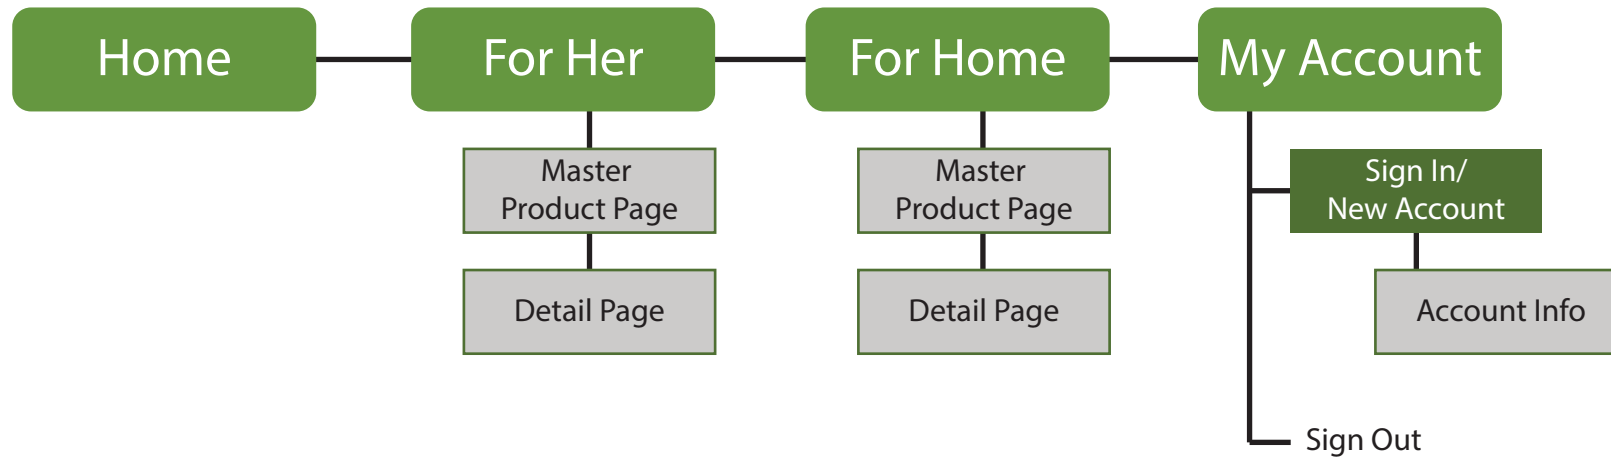 Home
For Her
For Home
My Account
Master
Product Page
Master
Product Page
Sign In/
New Account
Detail Page
Detail Page
Account Info
Sign Out